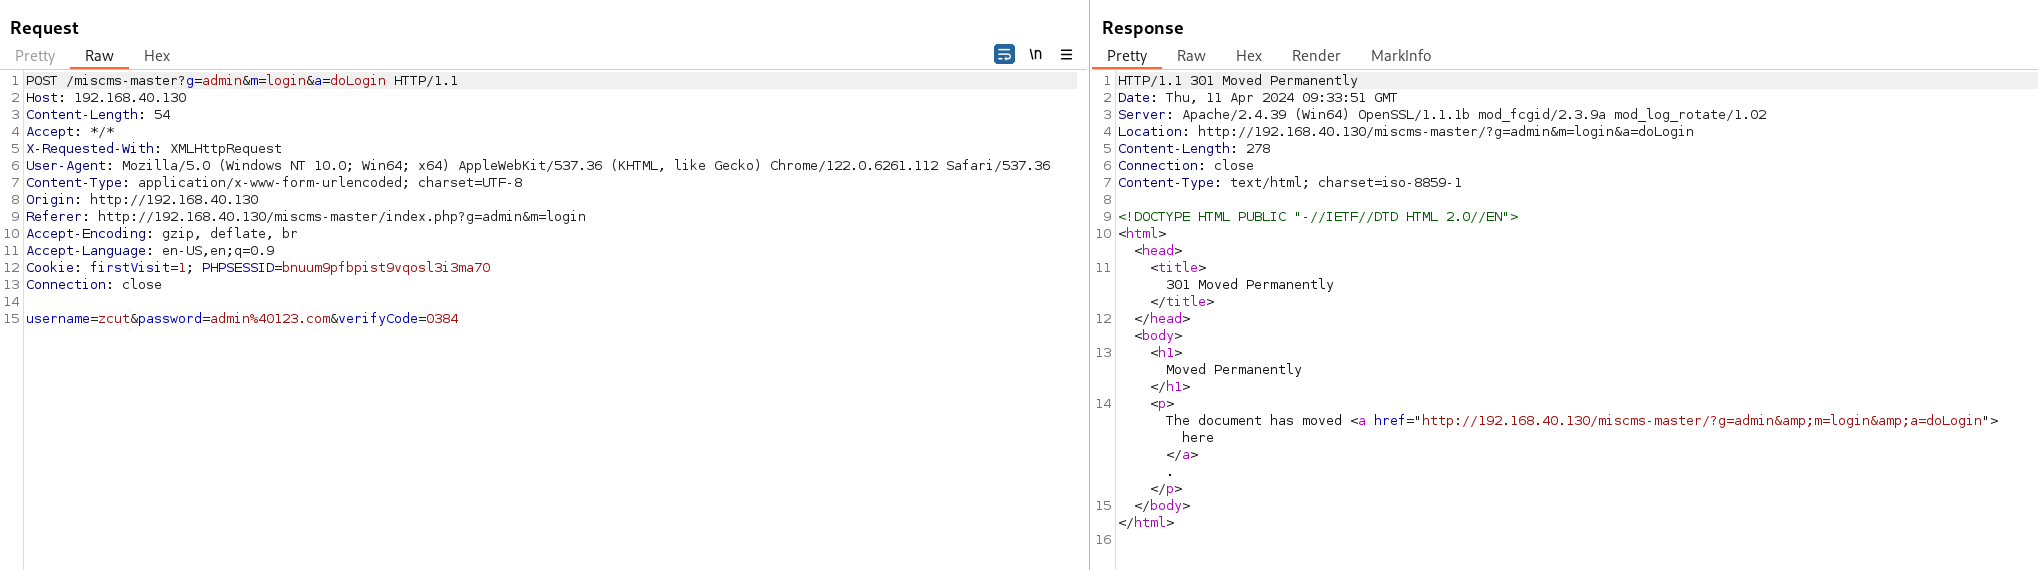 Request
Pretty Raw Hex
\n
1 POST /miscms-master?g=admin&m=login&a=doLogin HTTP/1.1
2 Host: 192.168.40.130
3 Content-Length: 54
4 Accept: */*
5 X-Requested-With: XMLHttpRequest
6 User-Agent: Mozilla/5.0 (Windows NT 10.0; Win64; x64) AppleWebKit/537.36 (KHTML, like Gecko) Chrome/122.0.6261.112 Safari/537.36
7 Content-Type: application/x-www-form-urlencoded; charset=UTF-8
8 Origin: http://192.168.40.130
9 Referer: http://192.168.40.130/miscms-master/index.php?g=admin&m=login
10 Accept-Encoding: gzip, deflate, br
11 Accept-Language: en-US,en;q=0.9
12 Cookie: firstVisit=1; PHPSESSID=bnuum9pfbpist9vqosl3i3ma70
13 Connection: close
14
15 username=zcut&password=admin%40123.com&verifyCode=0384
Response
Pretty Raw Hex Render MarkInfo
1 HTTP/1.1 301 Moved Permanently
2 Date: Thu, 11 Apr 2024 09:33:51 GMT
3 Server: Apache/2.4.39 (Win64) OpenSSL/1.1.1b mod_fcgid/2.3.9a mod_log_rotate/1.02
4 Location: http://192.168.40.130/miscms-master/?g=admin&m=login&a=doLogin
5 Content-Length: 278
6 Connection: close
7 Content-Type: text/html; charset=iso-8859-1
8
9 <!DOCTYPE HTML PUBLIC "-//IETF//DTD HTML 2.0//EN">
10 <html>
<head>
11 <title>
301 Moved Permanently
</title>
12 </head>
<body>
13 <h1>
Moved Permanently
</h1>
14 <p>
The document has moved <a href="http://192.168.40.130/miscms-master/?g=admin&amp;m=login&amp;a=doLogin">
here
</a>
.
</p>
15 </body>
</html>
16